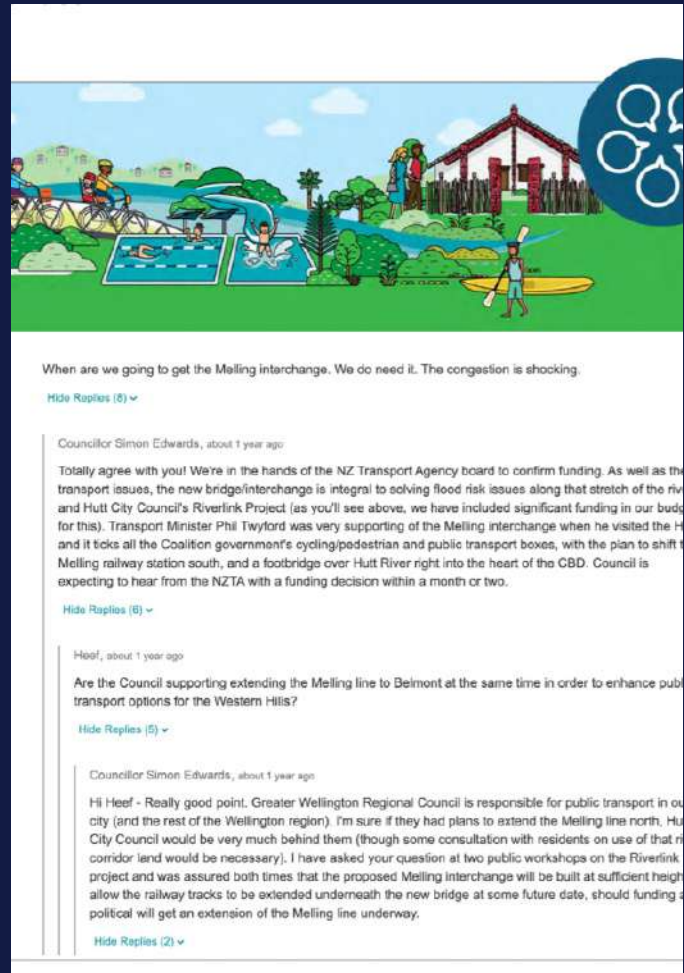 When are we going to get the Melling interchange. We do need it. The congestion is shocking.
Hide Replies (8)
Councillor Simon Edwards, about 1 year ago
Totally agree with you! We're in the hands of the NZ Transport Agency board to confirm funding. As well as the
transport issues, the new bridge/interchange is integral to solving flood risk issues along that stretch of the
and Hutt City Council's Riverlink Project (as you'll see above, we have included significant funding in our
for this). Transport Minister Phil Twyford was very supporting of the Melling interchange when he visited the
and it ticks all the Coalition government's cycling/pedestrian and public transport boxes, with the plan to shift
Melling railway station south, and a footbridge over Hutt River right into the heart of the CBD. Council is
expecting to hear from the NZTA with a funding decision within a month or two.
Hide Replies (6)
Heef, about 1 year ago
Are the Council supporting extending the Melling line to Belmont at the same time in order to enhance
transport options for the Western Hills?
Hide Replies (5)
Councillor Simon Edwards, about 1 year ago
Hi Heef - Really good point. Greater Wellington Regional Council is responsible for public transport in
city (and the rest of the Wellington region). I'm sure if they had plans to extend the Melling line north,
City Council would be very much behind them (though some consultation with residents on use of that
corridor land would be necessary). I have asked your question at two public workshops on the Riverlink
project and was assured both times that the proposed Melling interchange will be built at sufficient
allow the railway tracks to be extended underneath the new bridge at some future date, should funding
political will get an extension of the Melling line underway.
Hide Replies (2)